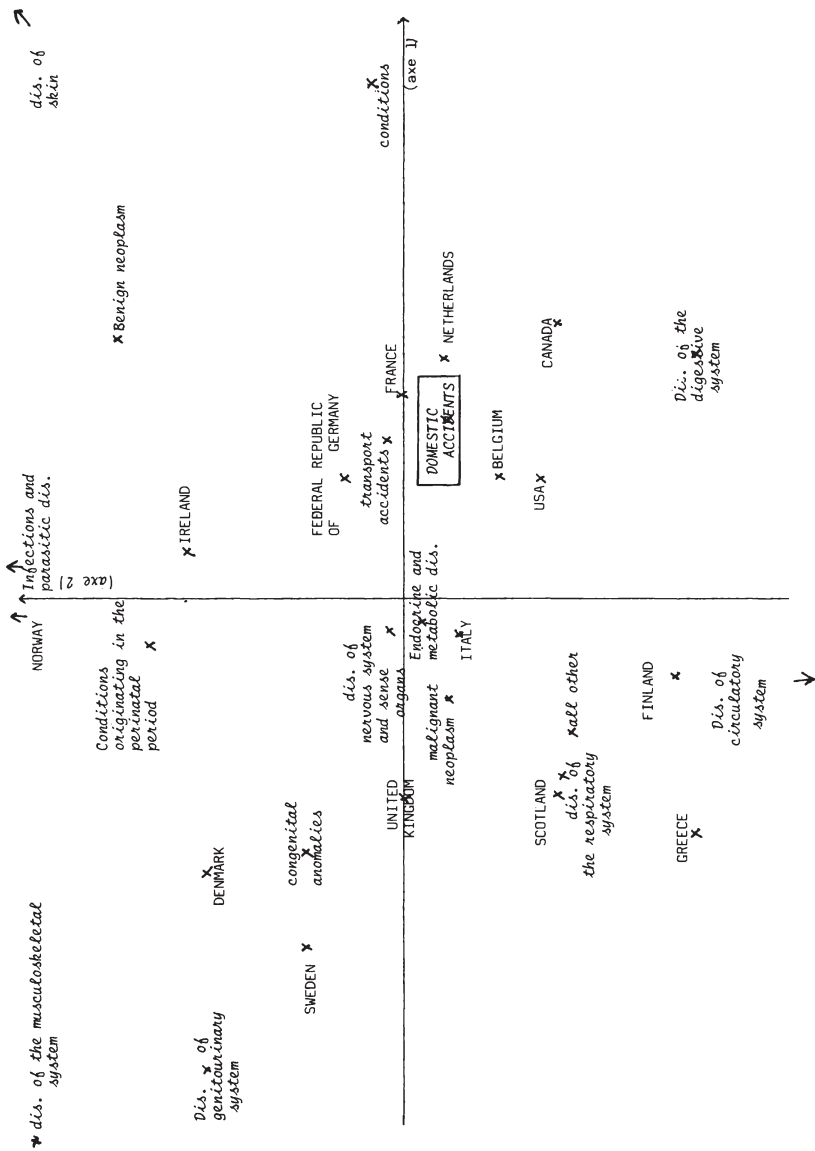 dis. of the musculoskeletal
system
NORWAY
Infections and
parasitic dis.
dis. of
skin
(axe 2)
Conditions
originating in the
perinatal
period
Benign neoplasm
IRELAND
Dis. of
genitourinary
system
DENMARK
congenital
anomalies
SWEDEN
FEDERAL REPUBLIC
OF GERMANY
dis. of
nervous system
and sense
organs
transport
accidents
conditions
(axe 1)
UNITED
KINGDOM
FRANCE
Endocrine and
metabolic dis.
DOMESTIC
ACCIDENTS
NETHERLANDS
malignant
neoplasm
ITALY
BELGIUM
SCOTLAND
USA
CANADA
dis. of
the respiratory
system
all other
FINLAND
GREECE
Dis. of the
digestive
system
Dis. of
circulatory
system